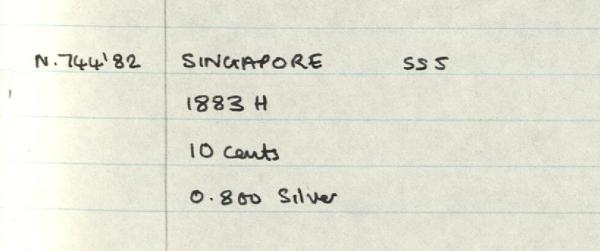 N.744'82 SINGAPORE SS5
1883 H
10 cents
0.800 Silver